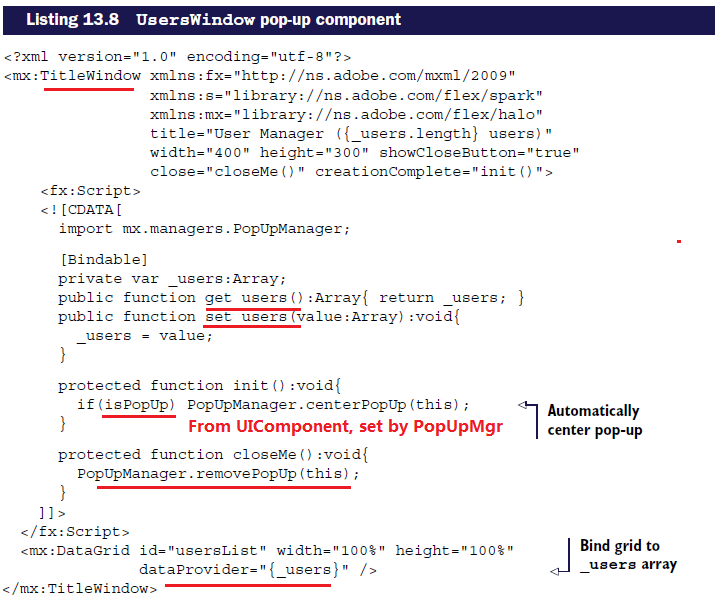 Listing 13.8 UsersWindow pop-up component
<?xml version="1.0" encoding="utf-8"?>
<mx:TitleWindow xmlns:fx="http://ns.adobe.com/mxml/2009"
xmlns:s="library://ns.adobe.com/flex/spark"
xmlns:mx="library://ns.adobe.com/flex/halo"
title="User Manager ({_users.length} users)"
width="400" height="300" showCloseButton="true"
close="closeMe()" creationComplete="init()">
<fx:Script>
<![CDATA[
import mx.managers.PopUpManager;
[Bindable]
private var _users:Array;
public function get users():Array{ return _users; }
public function set users(value:Array):void{
_users = value;
}
protected function init():void{
if(isPopUp) PopUpManager.centerPopUp(this);
}
Automatically
center pop-up
From UIComponent, set by PopUpMgr
protected function closeMe():void{
PopUpManager.removePopUp(this);
}
]]>
</fx:Script>
<mx:DataGrid id="usersList" width="100%" height="100%"
dataProvider="{_users}" />
Bind grid to
_users array
</mx:TitleWindow>